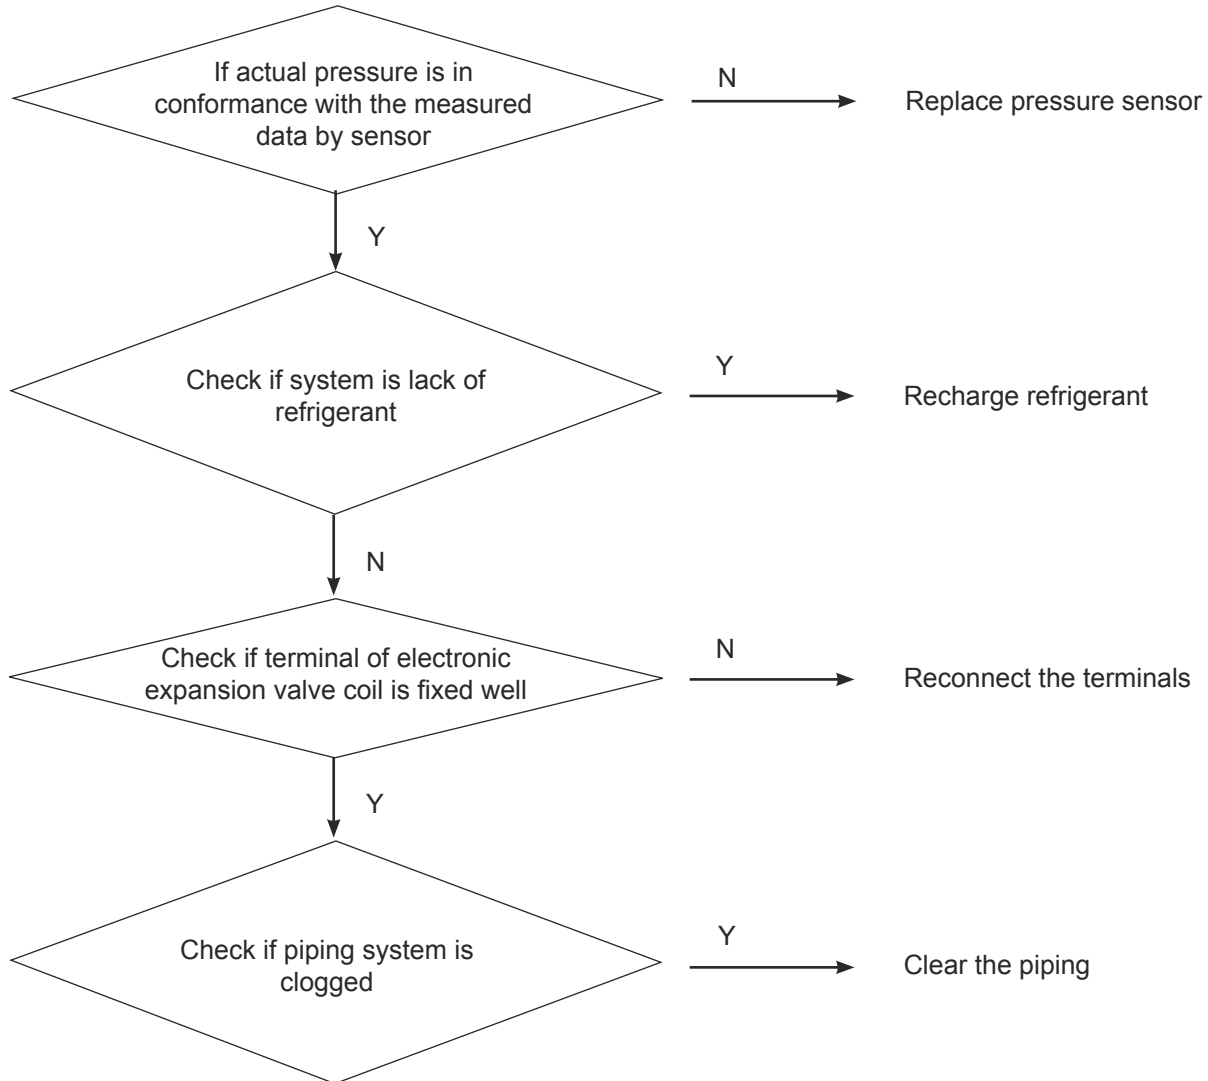 If actual pressure is in
conformance with the measured
data by sensor
N
Replace pressure sensor
Y
Check if system is lack of
refrigerant
Y
Recharge refrigerant
N
Check if terminal of electronic
expansion valve coil is fixed well
N
Reconnect the terminals
Y
Check if piping system is
clogged
Y
Clear the piping